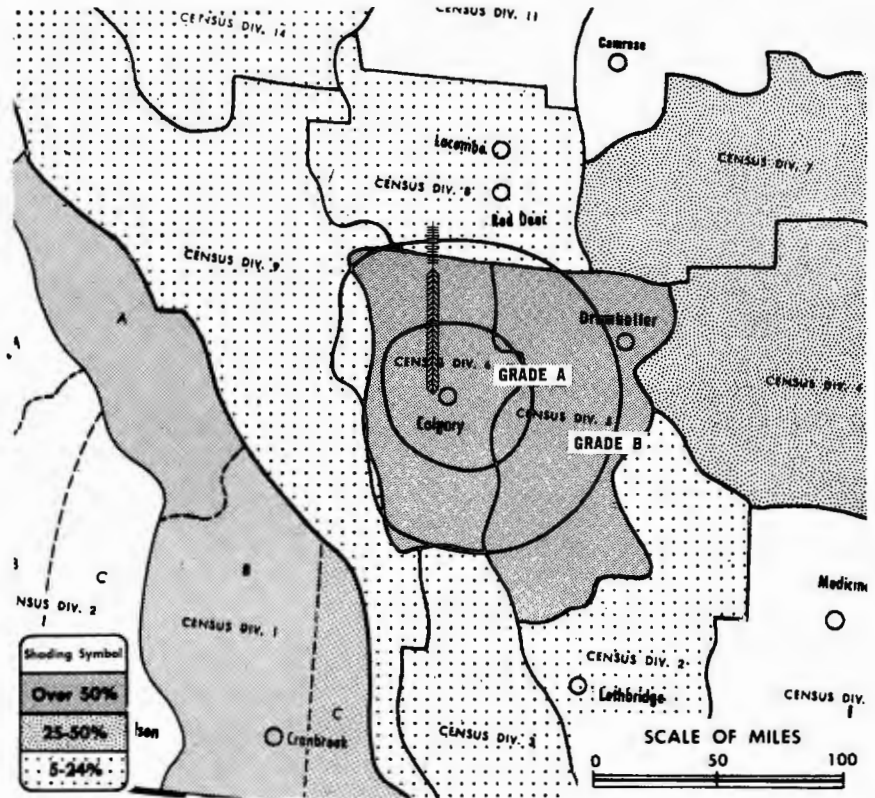 CENSUS DIV. 14
CENSUS DIV. 11
Camrose
Lacombe
CENSUS DIV. 8
Red Deer
CENSUS DIV. 7
CENSUS DIV. 9
A
Drumheller
CENSUS DIV. 6
GRADE A
Calgary
CENSUS DIV. 5
GRADE B
CENSUS DIV. 4
B
C
CENSUS DIV. 1
NSUS DIV. 2
Medicine
CENSUS DIV. 2
Lethbridge
CENSUS DIV.
1
C
Cranbrook
lson
CENSUS DIV. 3
Shading Symbol
Over 50%
25-50%
5-24%
SCALE OF MILES
0 50 100